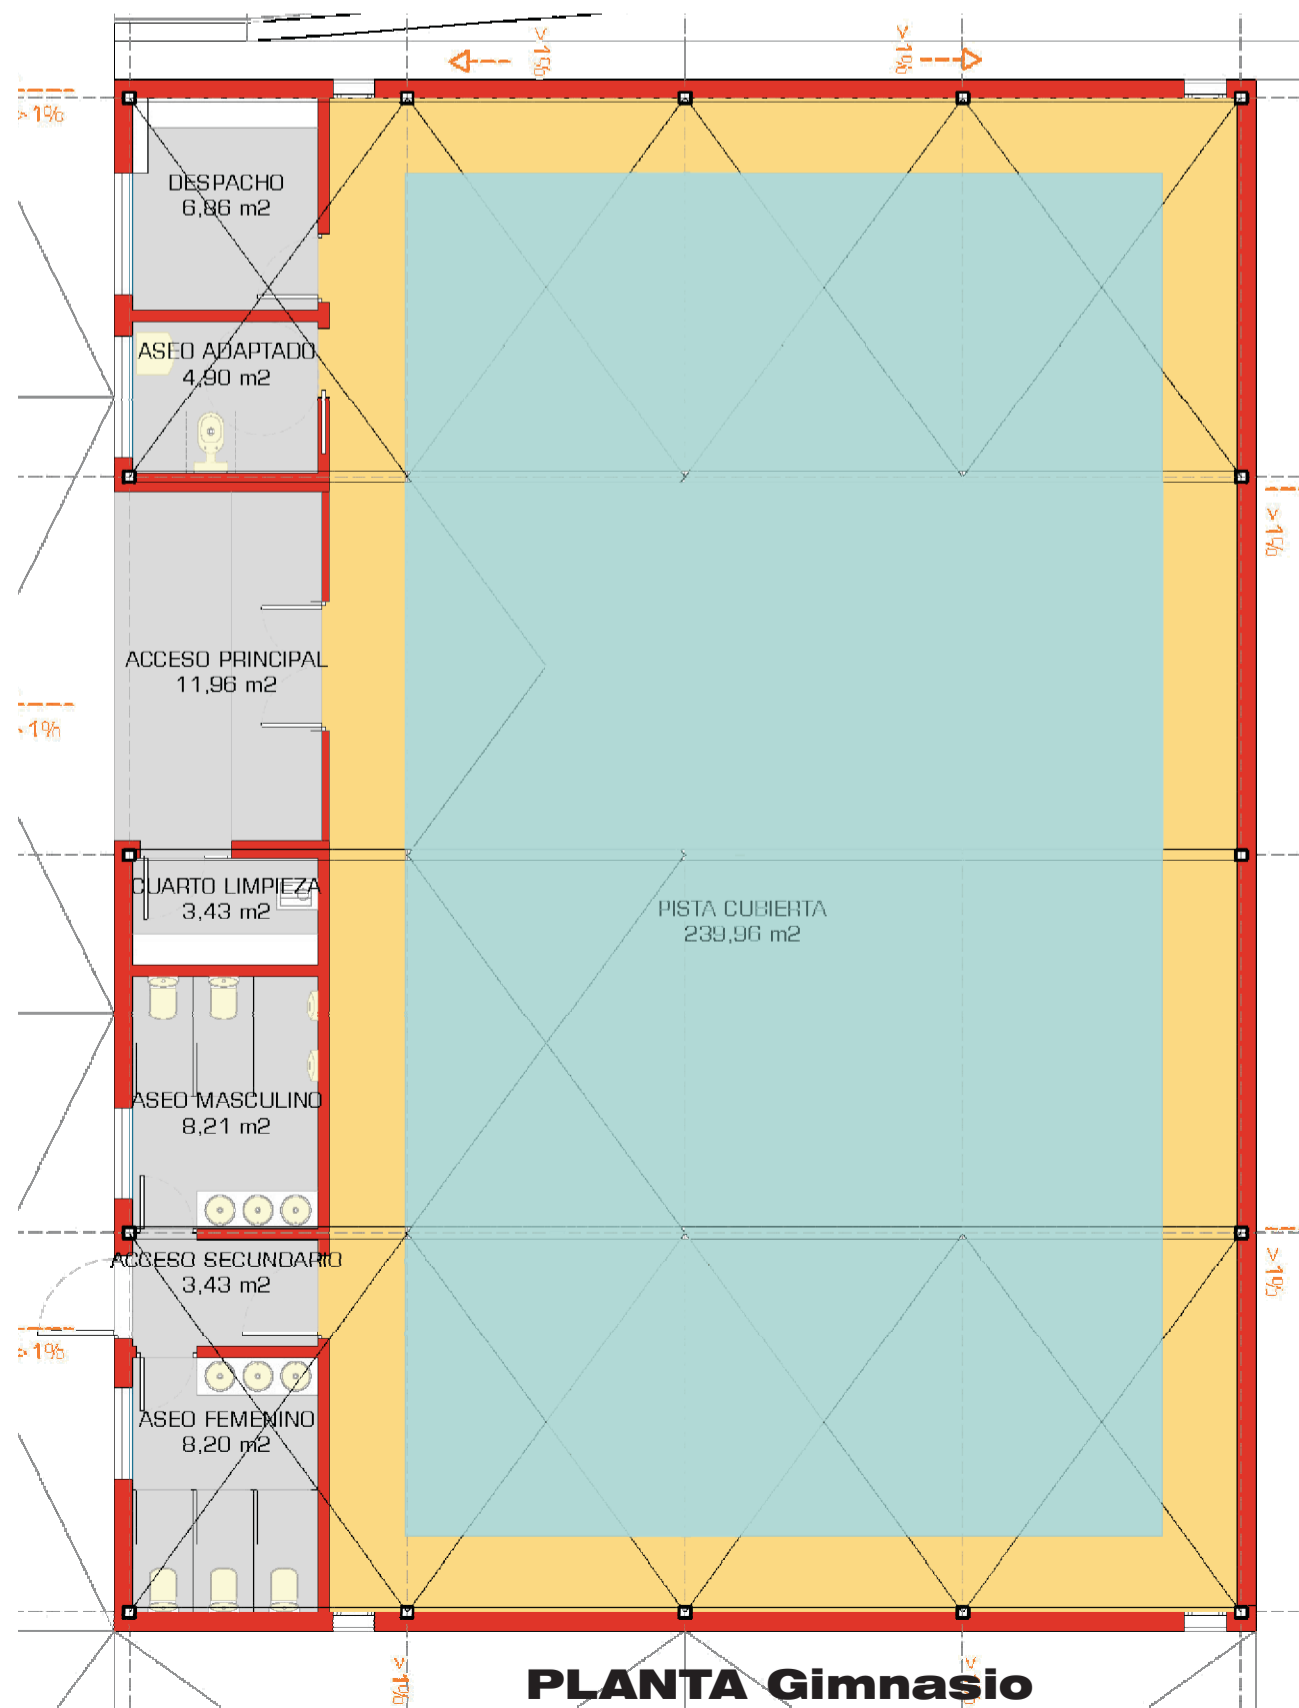 >1%
>1%
>1%
DESPACHO
6,86 m2
ASEO ADAPTADO
4,90 m2
>1%
ACCESO PRINCIPAL
11,96 m2
>1%
CUARTO LIMPIEZA
3,43 m2
PISTA CUBIERTA
239,96 m2
ASEO MASCULINO
8,21 m2
ACCESO SECUNDARIO
3,43 m2
>1%
>1%
ASEO FEMENINO
8,20 m2
>1%
>1%
PLANTA Gimnasio